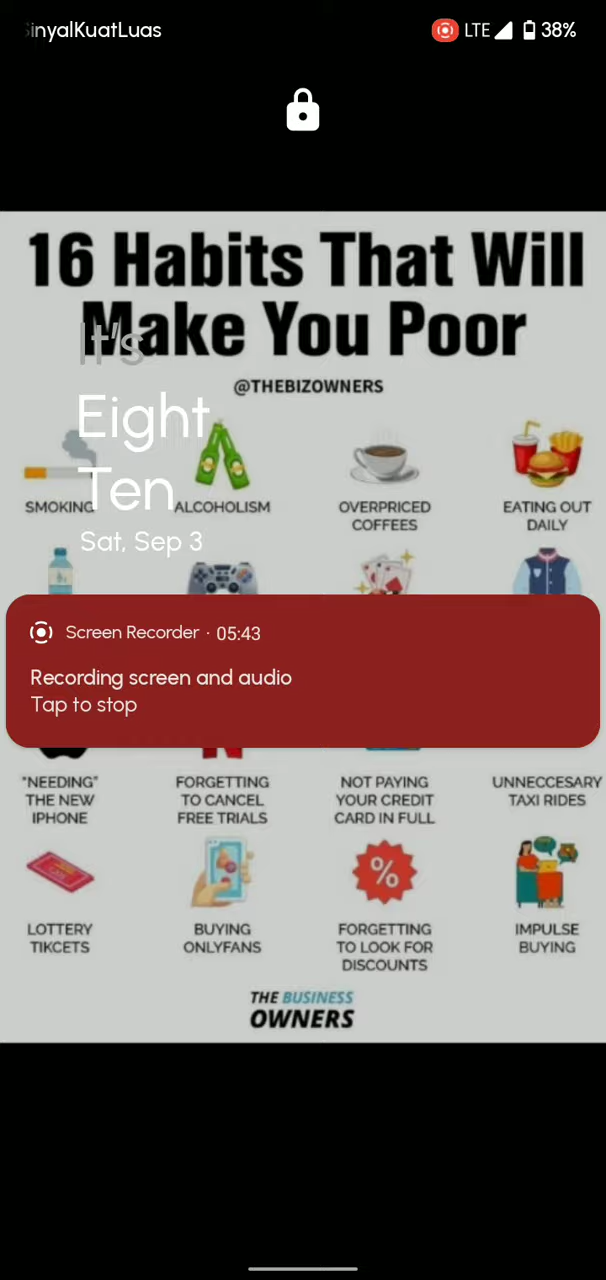 inyalKuatLuas
LTE 38%
16 Habits That Will
Make You Poor
It's
@THEBIZOWNERS
Eight
Ten
Sat, Sep 3
SMOKING
ALCOHOLISM
OVERPRICED
COFFEES
EATING OUT
DAILY
Screen Recorder · 05:43
Recording screen and audio
Tap to stop
"NEEDING"
THE NEW
IPHONE
FORGETTING
TO CANCEL
FREE TRIALS
NOT PAYING
YOUR CREDIT
CARD IN FULL
UNNECCESARY
TAXI RIDES
%
LOTTERY
TIKCETS
BUYING
ONLYFANS
FORGETTING
TO LOOK FOR
DISCOUNTS
IMPULSE
BUYING
THE BUSINESS
OWNERS